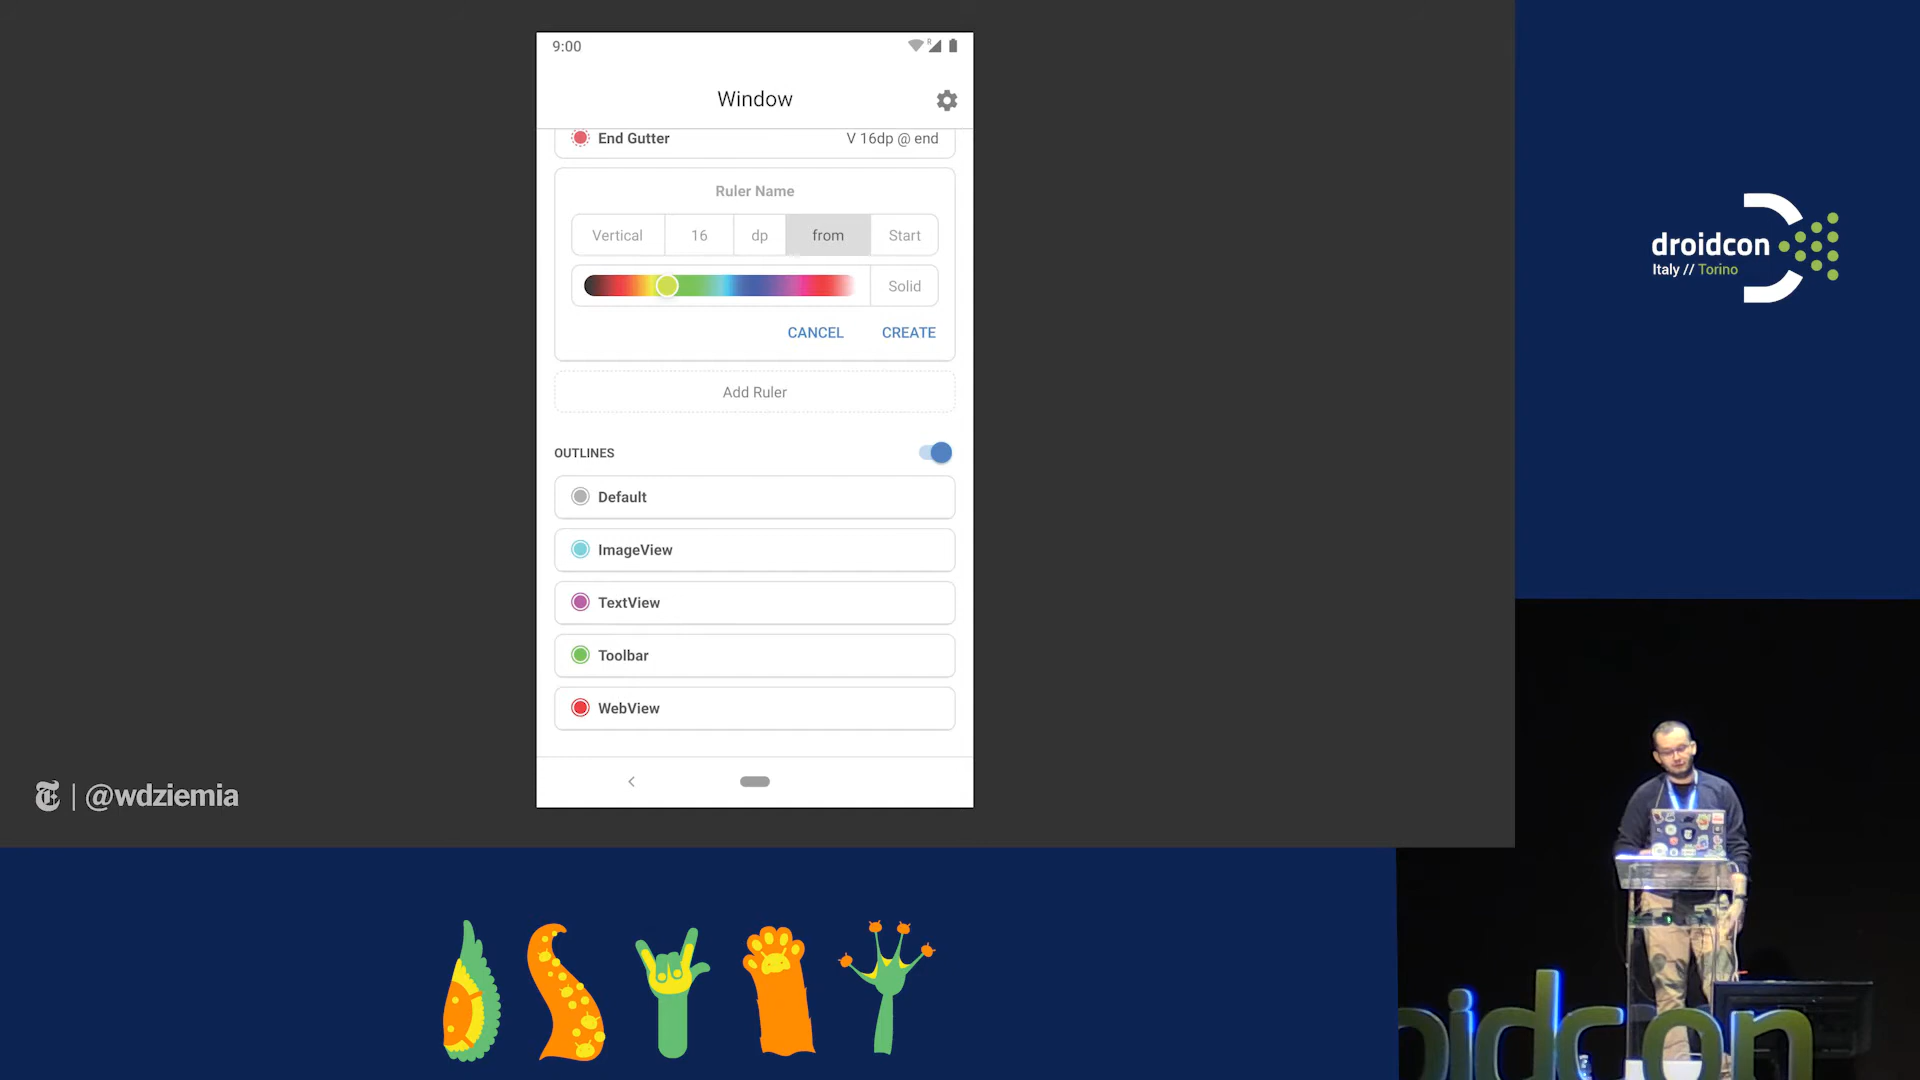 9:00
R
Window
End Gutter V 16dp @ end
Ruler Name
Vertical 16 dp from Start
Solid
CANCEL CREATE
Add Ruler
OUTLINES
Default
ImageView
TextView
Toolbar
WebView
T | @wdziemia
droidcon
Italy // Torino
oidcon